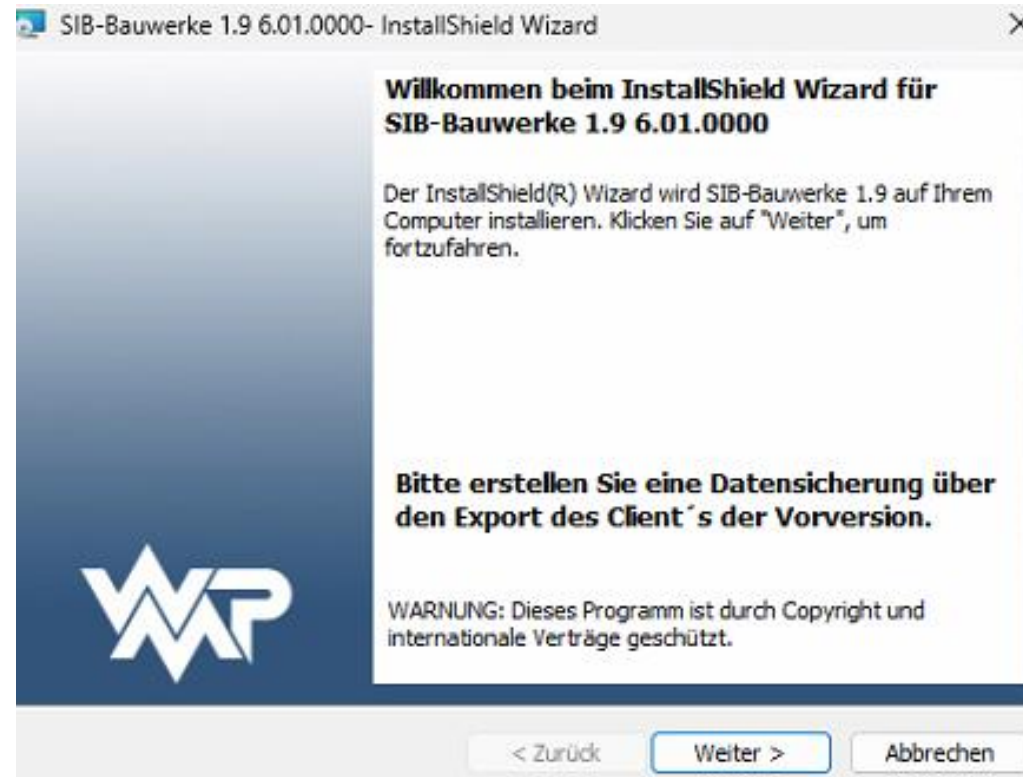 SIB-Bauwerke 1.9 6.01.0000- InstallShield Wizard
Willkommen beim InstallShield Wizard für
SIB-Bauwerke 1.9 6.01.0000
Der InstallShield(R) Wizard wird SIB-Bauwerke 1.9 auf Ihrem
Computer installieren. Klicken Sie auf "Weiter", um
fortzufahren.
Bitte erstellen Sie eine Datensicherung über
den Export des Client´s der Vorversion.
WARNUNG: Dieses Programm ist durch Copyright und
internationale Verträge geschützt.
WMP
< Zurück
Weiter >
Abbrechen